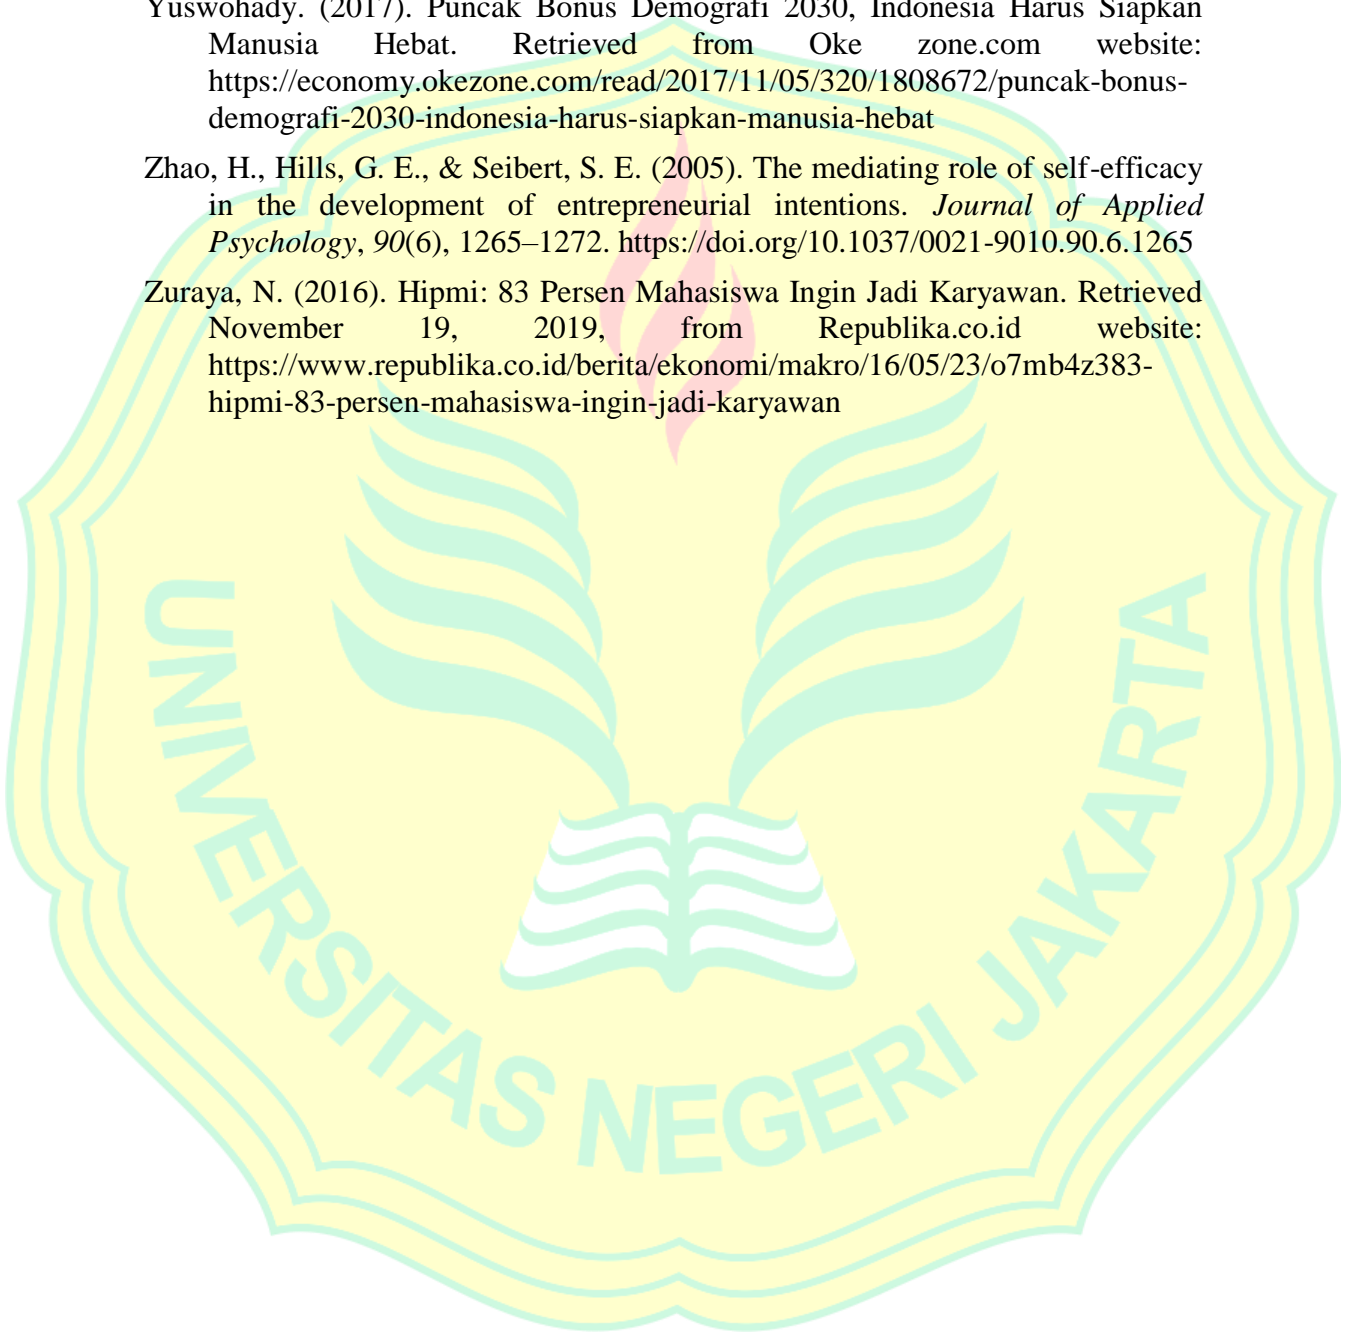 Yuswohady. (2017). Puncak Bonus Demografi 2030, Indonesia Harus Siapkan
Manusia Hebat. Retrieved from Oke zone.com website:
https://economy.okezone.com/read/2017/11/05/320/1808672/puncak-bonus-
demografi-2030-indonesia-harus-siapkan-manusia-hebat
Zhao, H., Hills, G. E., & Seibert, S. E. (2005). The mediating role of self-efficacy
in the development of entrepreneurial intentions. Journal of Applied
Psychology, 90(6), 1265–1272. https://doi.org/10.1037/0021-9010.90.6.1265
Zuraya, N. (2016). Hipmi: 83 Persen Mahasiswa Ingin Jadi Karyawan. Retrieved
November 19, 2019, from Republika.co.id website:
https://www.republika.co.id/berita/ekonomi/makro/16/05/23/o7mb4z383-
hipmi-83-persen-mahasiswa-ingin-jadi-karyawan
UNIVERSITAS NEGERI JAKARTA